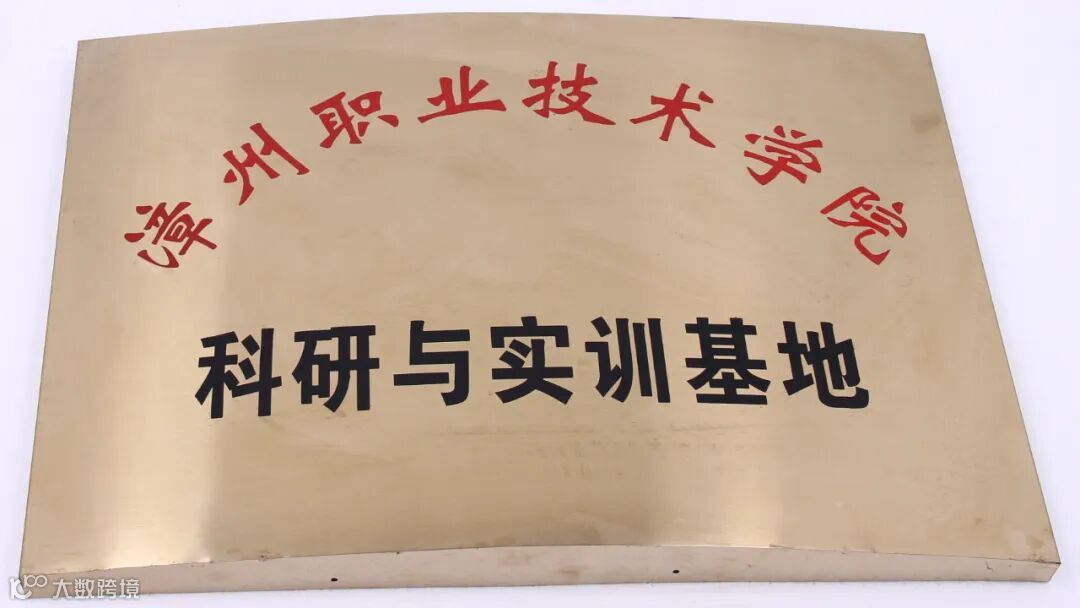 漳州职业技术学院
科研与实训基地
大数跨境